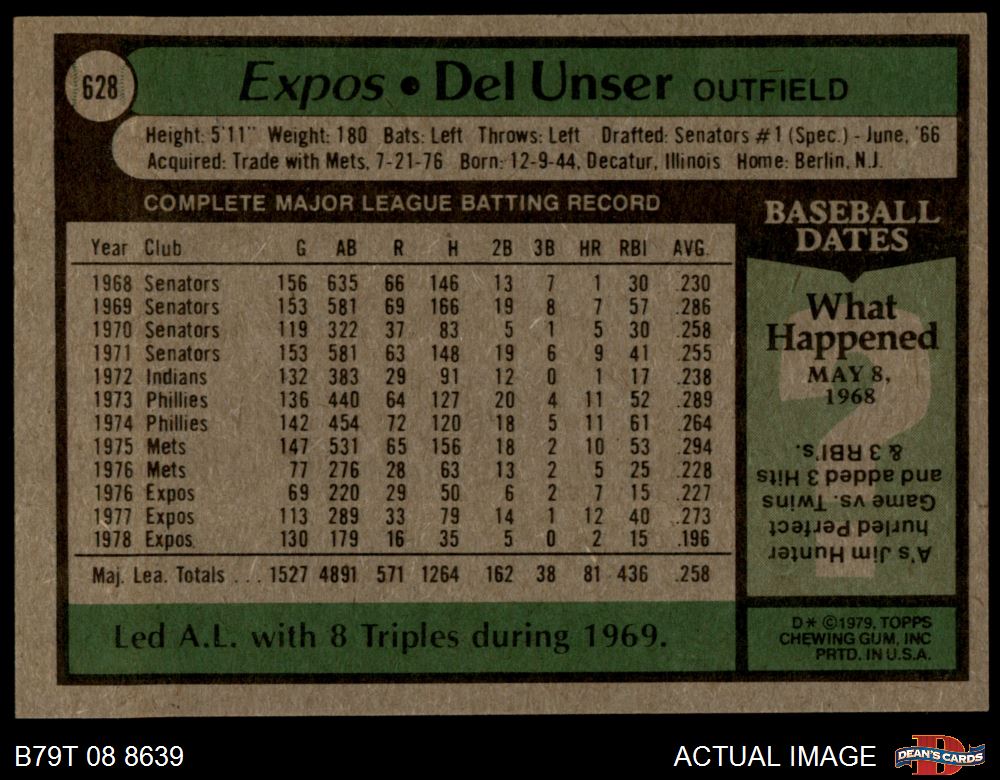 628
Expos • Del Unser OUTFIELD
Height: 5'11" Weight: 180 Bats: Left Throws: Left Drafted: Senators #1 (Spec.) - June, '66
Acquired: Trade with Mets, 7-21-76 Born: 12-9-44, Decatur, Illinois Home: Berlin, N.J.
COMPLETE MAJOR LEAGUE BATTING RECORD
Year Club G AB R H 2B 3B HR RBI AVG.
1968 Senators 156 635 66 146 13 7 1 30 .230
1969 Senators 153 581 69 166 19 8 7 57 .286
1970 Senators 119 322 37 83 5 1 5 30 .258
1971 Senators 153 581 63 148 19 6 9 41 .255
1972 Indians 132 383 29 91 12 0 1 17 .238
1973 Phillies 136 440 64 127 20 4 11 52 .289
1974 Phillies 142 454 72 120 18 5 11 61 .264
1975 Mets 147 531 65 156 18 2 10 53 .294
1976 Mets 77 276 28 63 13 2 5 25 .228
1976 Expos 69 220 29 50 6 2 7 15 .227
1977 Expos 113 289 33 79 14 1 12 40 .273
1978 Expos 130 179 16 35 5 0 2 15 .196
Maj. Lea. Totals . . . 1527 4891 571 1264 162 38 81 436 .258
Led A.L. with 8 Triples during 1969.
BASEBALL
DATES
What
Happened
MAY 8,
1968
?
A's Jim Hunter
hurled Perfect
Game vs. Twins
and added 3 Hits
& 3 RBI's.
D* ©1979, TOPPS
CHEWING GUM, INC
PRTD. IN U.S.A.
B79T 08 8639
ACTUAL IMAGE
D
DEAN'S CARDS